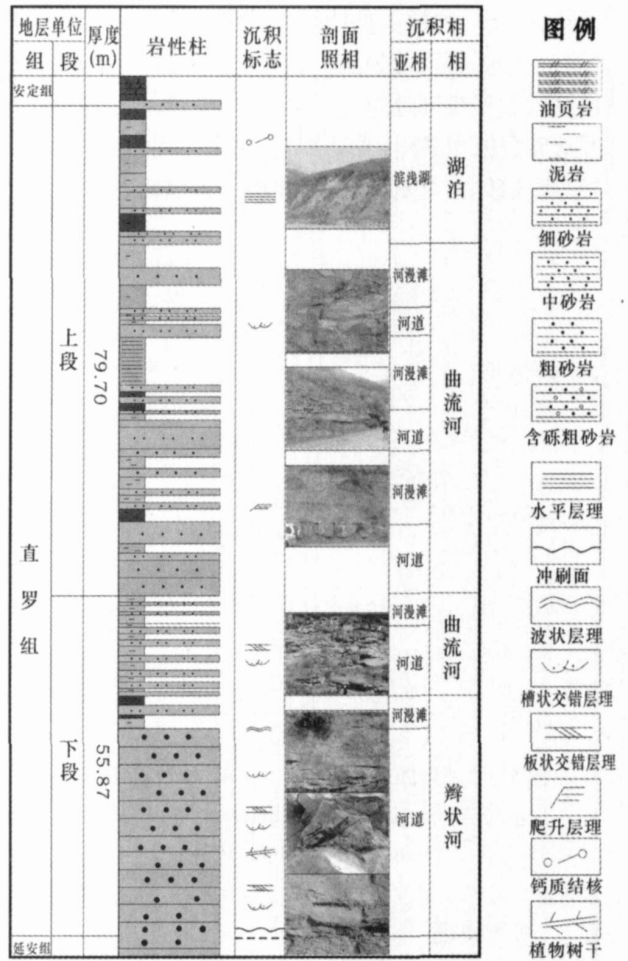 地层单位
厚度
(m)
岩性柱
沉积
标志
剖面
照相
沉积相
组
段
亚相
相
安定组
直
罗
组
上
段
79.70
下
段
55.87
延安组
滨浅湖
湖
泊
河漫滩
河道
河漫滩
河道
河漫滩
河道
曲
流
河
河漫滩
河道
曲
流
河
河漫滩
河道
辫
状
河
图例
油页岩
泥岩
细砂岩
中砂岩
粗砂岩
含砾粗砂岩
水平层理
冲刷面
波状层理
槽状交错层理
板状交错层理
爬升层理
钙质结核
植物树干